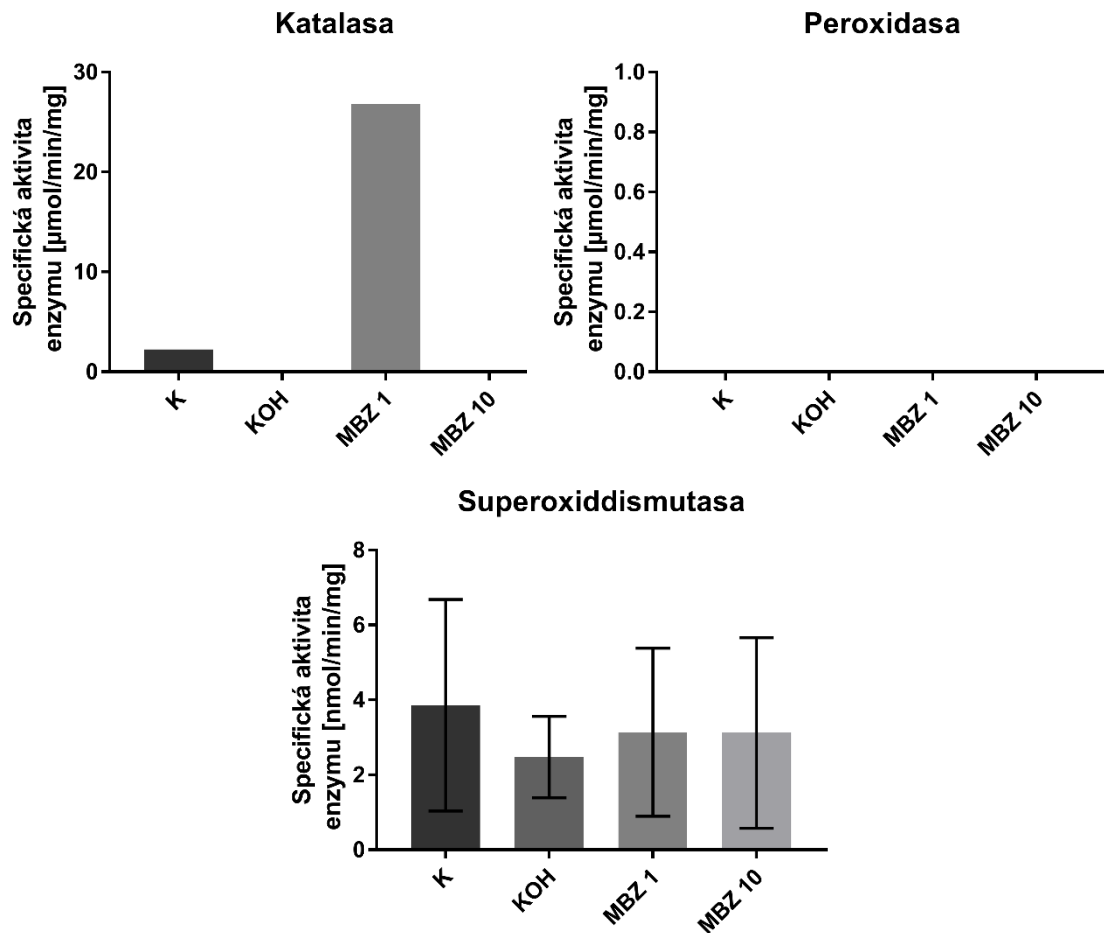 Katalasa
Specifická aktivita
enzymu [µmol/min/mg]
30
20
10
0
K
KOH
MBZ 1
MBZ 10
Peroxidasa
Specifická aktivita
enzymu [µmol/min/mg]
1.0
0.8
0.6
0.4
0.2
0.0
K
KOH
MBZ 1
MBZ 10
Superoxiddismutasa
Specifická aktivita
enzymu [nmol/min/mg]
8
6
4
2
0
K
KOH
MBZ 1
MBZ 10